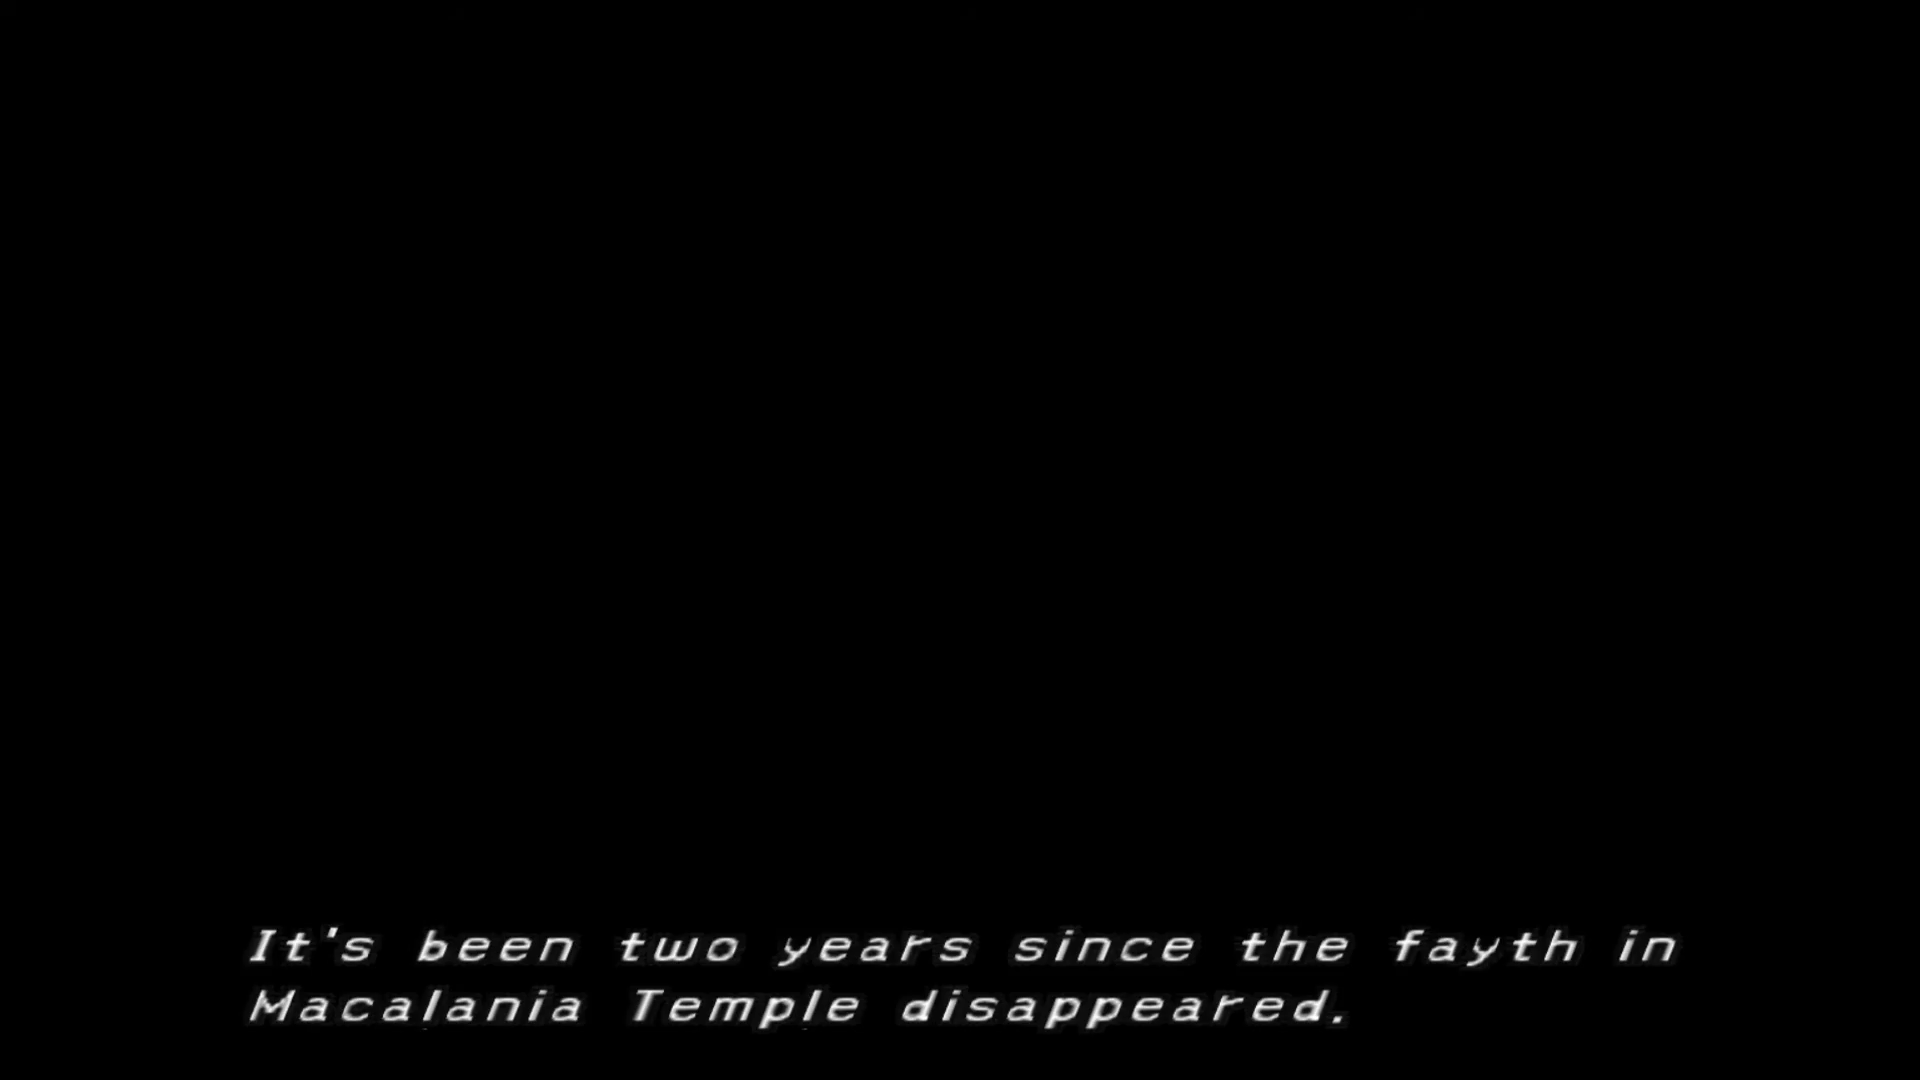 It's been two years since the fayth in
Macalania Temple disappeared.